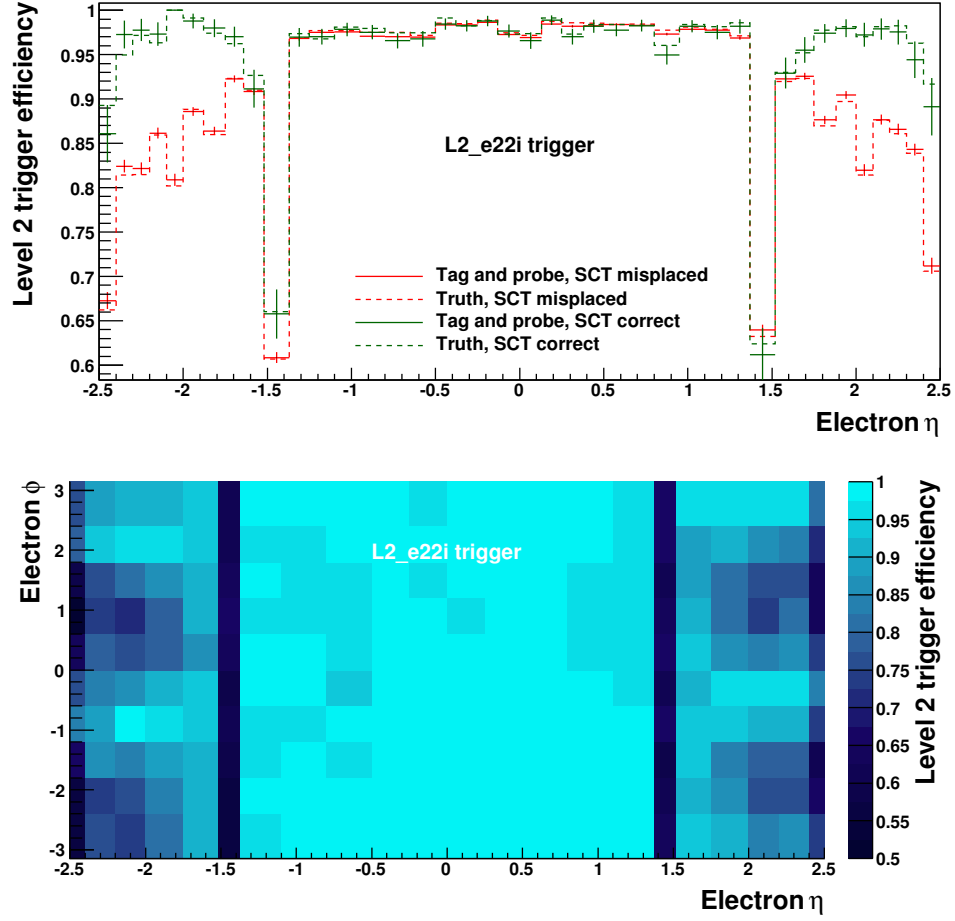 Level 2 trigger efficiency
1
0.95
0.9
0.85
0.8
0.75
0.7
0.65
0.6
L2_e22i trigger
Tag and probe, SCT misplaced
Truth, SCT misplaced
Tag and probe, SCT correct
Truth, SCT correct
-2.5 -2 -1.5 -1 -0.5 0 0.5 1 1.5 2 2.5
Electron η
Electron ϕ
3
2
1
0
-1
-2
-3
L2_e22i trigger
-2.5 -2 -1.5 -1 -0.5 0 0.5 1 1.5 2 2.5
Electron η
1
0.95
0.9
0.85
0.8
0.75
0.7
0.65
0.6
0.55
0.5
Level 2 trigger efficiency